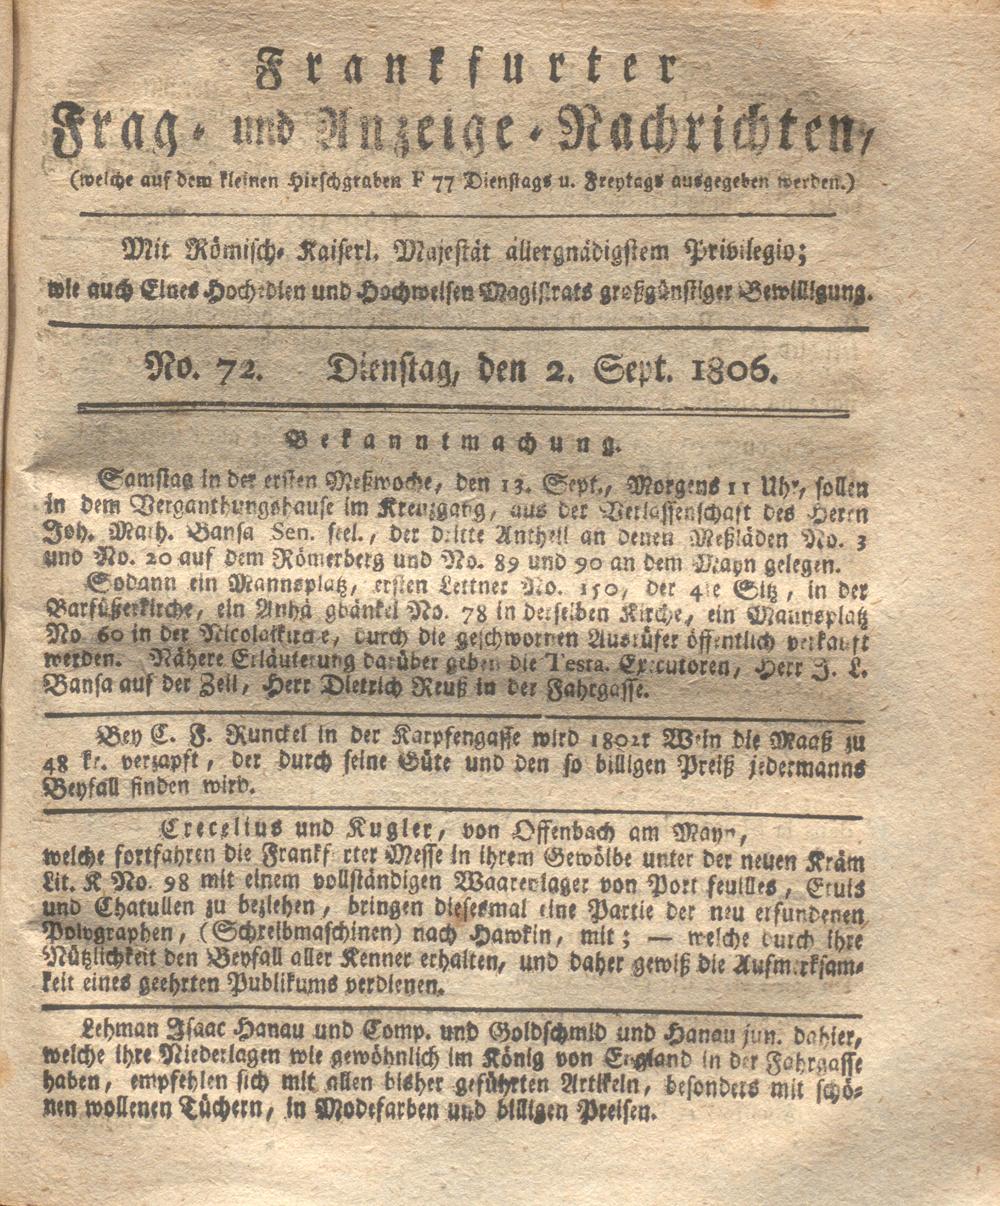 Frankfurter
Frag- und Anzeige-Nachrichten,
(welche auf dem kleinen Hirschgraben F 77 Dienstags u. Freytags ausgegeben werden.)
Mit Römisch-Kaiserl. Majestät allergnädigstem Privilegio;
wie auch Eines Hoch-Edlen und Hochweisen Magistrats großgünstiger Bewilligung.
No. 72. Dienstag, den 2. Sept. 1806.
Bekanntmachung.
Samstag in der ersten Meßwoche, den 13. Sept., Morgens 11 Uhr, sollen
in dem Verganthungshause im Kreuzgang, aus der Verlassenschaft des Herrn
Joh. Math. Bansa Sen. seel., der dritte Antheil an denen Meßläden No. 3
und No. 20 auf dem Römerberg und No. 89 und 90 an dem Mayn gelegen.
Sodann ein Mannsplatz, ersten Lettner No. 150, der 4te Sitz, in der
Barfüßerkirche, ein Anhä gbänkel No. 78 in derselben Kirche, ein Mannsplatz
No. 60 in der Nicolaikirche, durch die geschwornen Ausrüfer öffentlich verkauft
werden. Nähere Erläuterung darüber geben die Testa. Executoren, Herr J. L.
Bansa auf der Zeil, Herr Dietrich Reuß in der Fahrgasse.
Bey C. F. Runckel in der Karpfengasse wird 1802r Wein die Maaß zu
48 kr. verzapft, der durch seine Güte und den so billigen Preiß jedermanns
Beyfall finden wird.
Crecelius und Kugler, von Offenbach am Mayn,
welche fortfahren die Frankf rter Messe in ihrem Gewölbe unter der neuen Kräm
Lit. K No. 98 mit einem vollständigen Waarenlager von Port feuilles, Etuis
und Chatullen zu beziehen, bringen diesesmal eine Partie der neu erfundenen
Polygraphen, (Schreibmaschinen) nach Hawkin, mit; — welche durch ihre
Nützlichkeit den Beyfall aller Kenner erhalten, und daher gewiß die Aufmerksam-
keit eines geehrten Publikums verdienen.
Lehman Isaac Hanau und Comp. und Goldschmid und Hanau jun. dahier,
welche ihre Niederlagen wie gewöhnlich im König von England in der Fahrgasse
haben, empfehlen sich mit allen bisher geführten Artikeln, besonders mit schö-
nen wollenen Tüchern, in Modefarben und billigen Preisen.